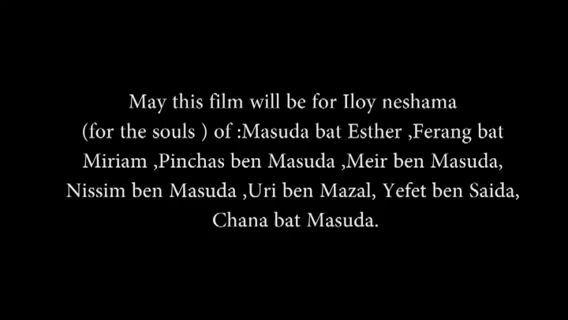 May this film will be for Iloy neshama
(for the souls ) of :Masuda bat Esther ,Ferang bat
Miriam ,Pinchas ben Masuda ,Meir ben Masuda,
Nissim ben Masuda ,Uri ben Mazal, Yefet ben Saida,
Chana bat Masuda.